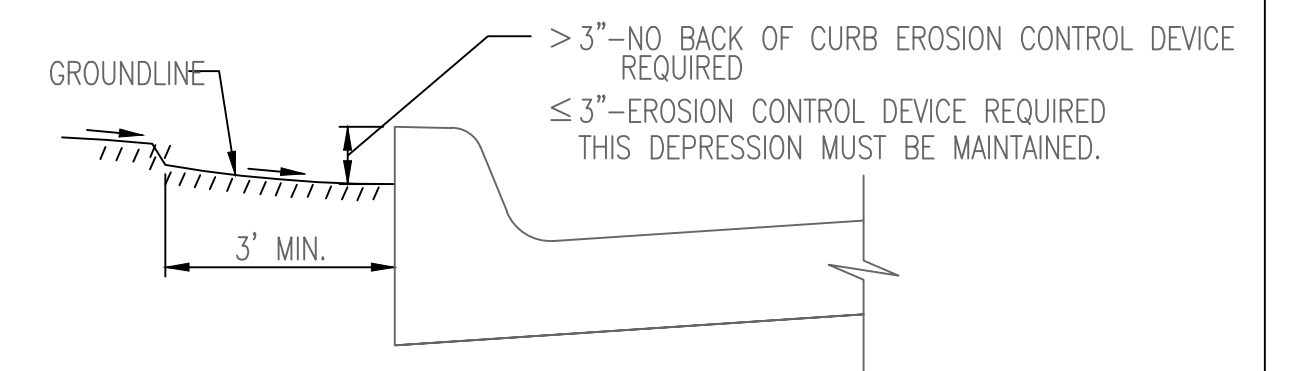 > 3"-NO BACK OF CURB EROSION CONTROL DEVICE
REQUIRED
GROUNDLINE
≤ 3"-EROSION CONTROL DEVICE REQUIRED
THIS DEPRESSION MUST BE MAINTAINED.
3' MIN.